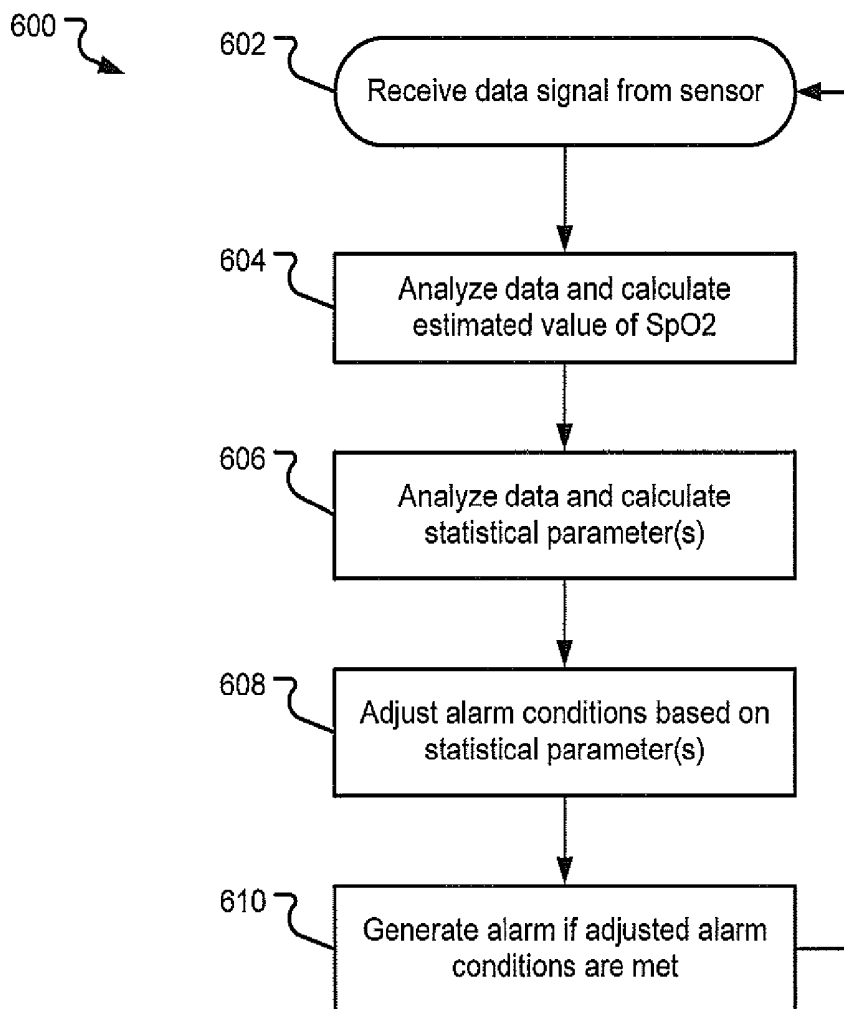 600
602
Receive data signal from sensor
604
Analyze data and calculate
estimated value of SpO2
606
Analyze data and calculate
statistical parameter(s)
608
Adjust alarm conditions based on
statistical parameter(s)
610
Generate alarm if adjusted alarm
conditions are met